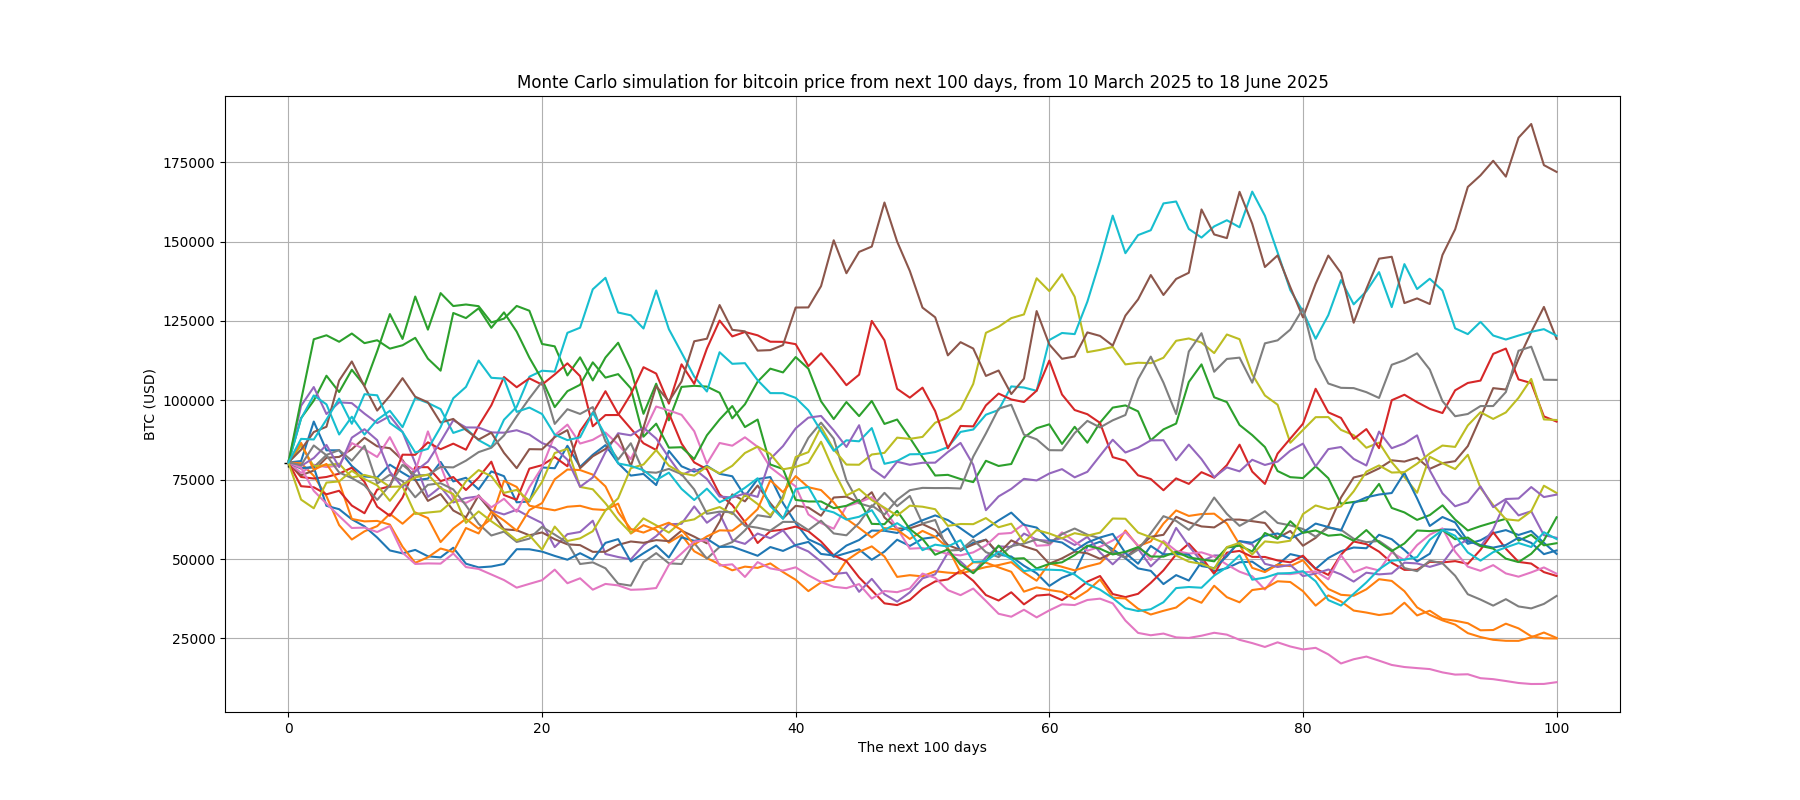 Monte Carlo simulation for bitcoin price from next 100 days, from 10 March 2025 to 18 June 2025
BTC (USD)
175000
150000
125000
100000
75000
50000
25000
0 20 40 60 80 100
The next 100 days